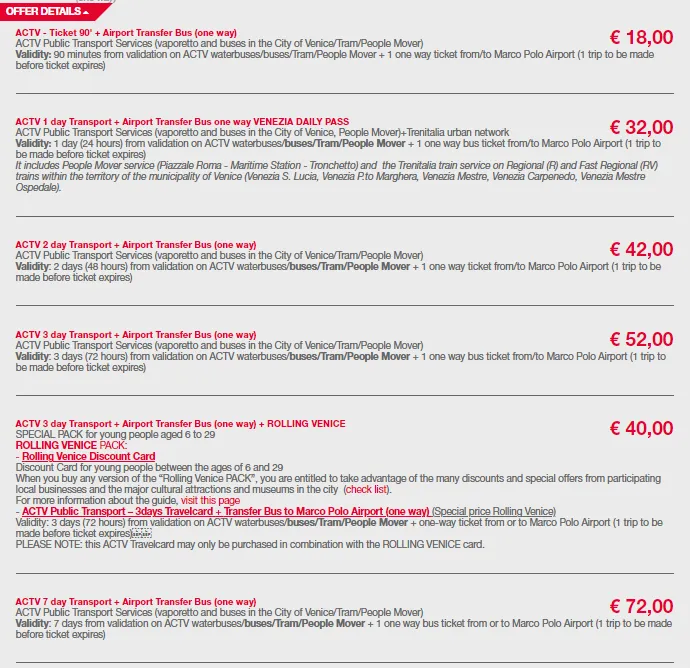 OFFER DETAILS
ACTV - Ticket 90' + Airport Transfer Bus (one way)
€ 18,00
ACTV Public Transport Services (vaporetto and buses in the City of Venice/Tram/People Mover)
Validity: 90 minutes from validation on ACTV waterbuses/buses/Tram/People Mover + 1 one way ticket from/to Marco Polo Airport (1 trip to be made
before ticket expires)
ACTV 1 day Transport + Airport Transfer Bus one way VENEZIA DAILY PASS
€ 32,00
ACTV Public Transport Services (vaporetto and buses in the City of Venice, People Mover)+Trenitalia urban network
Validity: 1 day (24 hours) from validation on ACTV waterbuses/buses/Tram/People Mover + 1 one way bus ticket from/to Marco Polo Airport (1 trip to
be made before ticket expires)
It includes People Mover service (Piazzale Roma - Maritime Station - Tronchetto) and the Trenitalia train service on Regional (R) and Fast Regional (RV)
trains within the territory of the municipality of Venice (Venezia S. Lucia, Venezia P.to Marghera, Venezia Mestre, Venezia Carpenedo, Venezia Mestre
Ospedale).
ACTV 2 day Transport + Airport Transfer Bus (one way)
€ 42,00
ACTV Public Transport Services (vaporetto and buses in the City of Venice/Tram/People Mover)
Validity: 2 days (48 hours) from validation on ACTV waterbuses/buses/Tram/People Mover + 1 one way ticket from/to Marco Polo Airport (1 trip to be
made before ticket expires)
ACTV 3 day Transport + Airport Transfer Bus (one way)
€ 52,00
ACTV Public Transport Services (vaporetto and buses in the City of Venice/Tram/People Mover)
Validity: 3 days (72 hours) from validation on ACTV waterbuses/buses/Tram/People Mover + 1 one way bus ticket from/to Marco Polo Airport (1 trip to
be made before ticket expires)
ACTV 3 day Transport + Airport Transfer Bus (one way) + ROLLING VENICE
€ 40,00
SPECIAL PACK for young people aged 6 to 29
ROLLING VENICE PACK:
- Rolling Venice Discount Card
Discount Card for young people between the ages of 6 and 29
When you buy any version of the “Rolling Venice PACK”, you are entitled to take advantage of the many discounts and special offers from participating
local businesses and the major cultural attractions and museums in the city (check list).
For more information about the guide, visit this page
- ACTV Public Transport – 3days Travelcard + Transfer Bus to Marco Polo Airport (one way) (Special price Rolling Venice)
Validity: 3 days (72 hours) from validation on ACTV waterbuses/buses/Tram/People Mover + one-way ticket from or to Marco Polo Airport (1 trip to be
made before ticket expires)
PLEASE NOTE: this ACTV Travelcard may only be purchased in combination with the ROLLING VENICE card.
ACTV 7 day Transport + Airport Transfer Bus (one way)
€ 72,00
ACTV Public Transport Services (vaporetto and buses in the City of Venice/Tram/People Mover)
Validity: 7 days from validation on ACTV waterbuses/buses/Tram/People Mover + 1 one way bus ticket from or to Marco Polo Airport (1 trip to be made
before ticket expires)